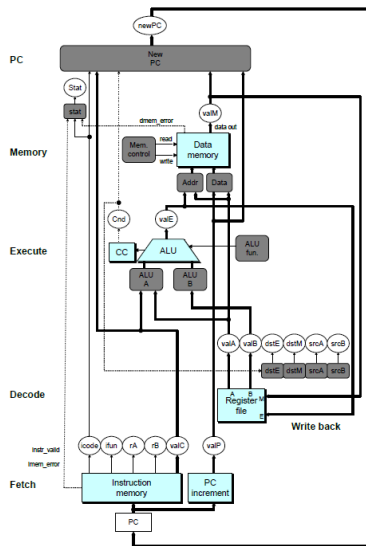 newPC
PC
New
PC
Stat
stat
valM
data out
dmem_error
Memory
Mem.
control
read
write
Data
memory
Addr
Data
Cnd
valE
Execute
CC
ALU
ALU
fun.
ALU
A
ALU
B
valA
valB
dstE
dstM
srcA
srcB
dstE
dstM
srcA
srcB
Decode
A
B
M
Register
file
E
Write back
instr_valid
imem_error
icode
ifun
rA
rB
valC
valP
Fetch
Instruction
memory
PC
increment
PC